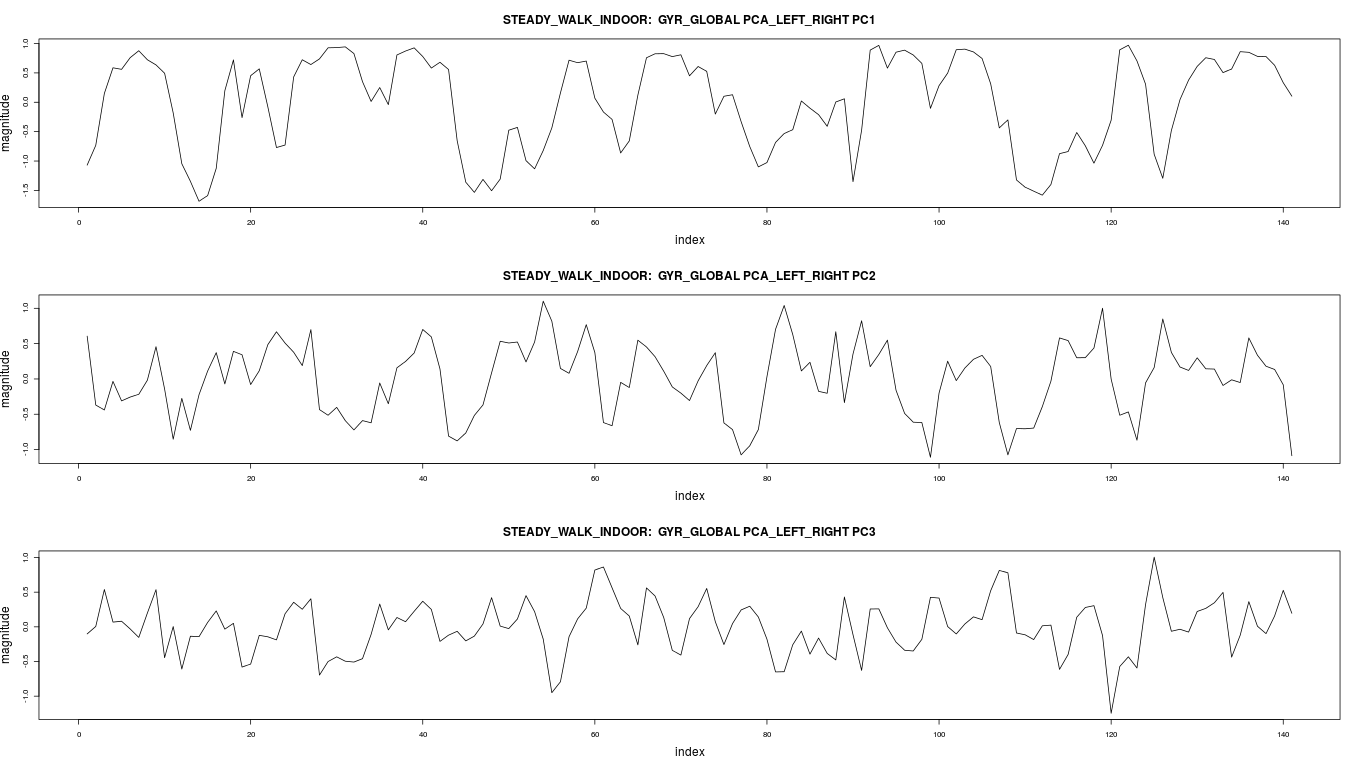 STEADY_WALK_INDOOR: GYR_GLOBAL PCA_LEFT_RIGHT PC1
magnitude
1.0
0.5
0.0
-0.5
-1.0
-1.5
0 20 40 60 80 100 120 140
index
STEADY_WALK_INDOOR: GYR_GLOBAL PCA_LEFT_RIGHT PC2
magnitude
1.0
0.5
0.0
-0.5
-1.0
0 20 40 60 80 100 120 140
index
STEADY_WALK_INDOOR: GYR_GLOBAL PCA_LEFT_RIGHT PC3
magnitude
1.0
0.5
0.0
-0.5
-1.0
0 20 40 60 80 100 120 140
index